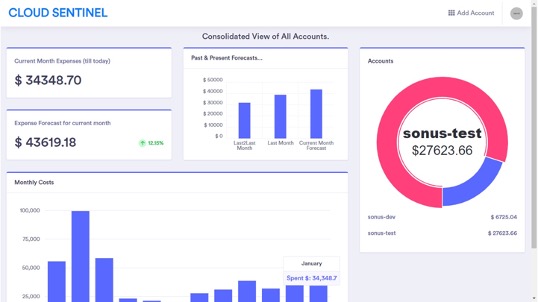 CLOUD SENTINEL
Add Account
Consolidated View of All Accounts.
Current Month Expenses (till today)
$ 34348.70
Expense Forecast for current month
$ 43619.18
12.13%
Past & Present Forecasts...
$ 60000
$ 40000
$ 30000
$ 20000
$ 10000
$ 0
Last2Last Month
Last Month
Current Month Forecast
Accounts
sonus-test
$27623.66
sonus-dev $ 6725.04
sonus-test $ 27623.66
Monthly Costs
100,000
75,000
50,000
25,000
January
Spent $: 34,348.7